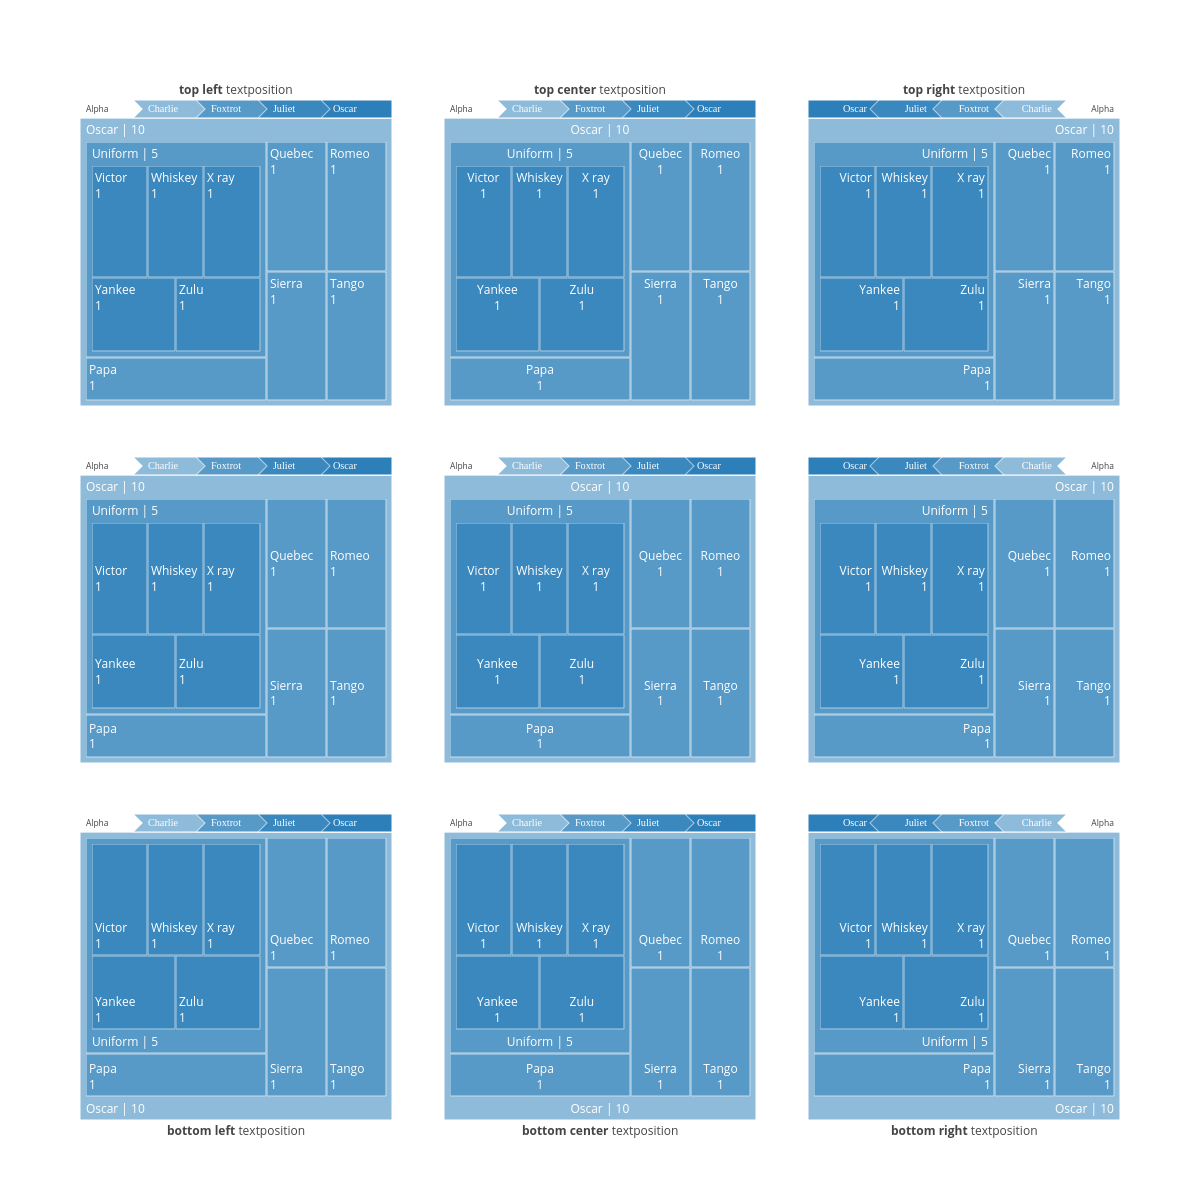 top left textposition
Alpha Charlie Foxtrot Juliet Oscar
Oscar | 10
Uniform | 5
Quebec
1
Romeo
1
Victor
1
Whiskey
1
X ray
1
Yankee
1
Zulu
1
Sierra
1
Tango
1
Papa
1
top center textposition
Alpha Charlie Foxtrot Juliet Oscar
Oscar | 10
Uniform | 5
Quebec
1
Romeo
1
Victor
1
Whiskey
1
X ray
1
Yankee
1
Zulu
1
Sierra
1
Tango
1
Papa
1
top right textposition
Oscar Juliet Foxtrot Charlie Alpha
Oscar | 10
Uniform | 5
Quebec
1
Romeo
1
Victor
1
Whiskey
1
X ray
1
Yankee
1
Zulu
1
Sierra
1
Tango
1
Papa
1
Alpha Charlie Foxtrot Juliet Oscar
Oscar | 10
Uniform | 5
Quebec
1
Romeo
1
Victor
1
Whiskey
1
X ray
1
Yankee
1
Zulu
1
Sierra
1
Tango
1
Papa
1
Alpha Charlie Foxtrot Juliet Oscar
Oscar | 10
Uniform | 5
Quebec
1
Romeo
1
Victor
1
Whiskey
1
X ray
1
Yankee
1
Zulu
1
Sierra
1
Tango
1
Papa
1
Oscar Juliet Foxtrot Charlie Alpha
Oscar | 10
Uniform | 5
Quebec
1
Romeo
1
Victor
1
Whiskey
1
X ray
1
Yankee
1
Zulu
1
Sierra
1
Tango
1
Papa
1
Alpha Charlie Foxtrot Juliet Oscar
Victor
1
Whiskey
1
X ray
1
Quebec
1
Romeo
1
Yankee
1
Zulu
1
Uniform | 5
Papa
1
Sierra
1
Tango
1
Oscar | 10
bottom left textposition
Alpha Charlie Foxtrot Juliet Oscar
Victor
1
Whiskey
1
X ray
1
Quebec
1
Romeo
1
Yankee
1
Zulu
1
Uniform | 5
Papa
1
Sierra
1
Tango
1
Oscar | 10
bottom center textposition
Oscar Juliet Foxtrot Charlie Alpha
Victor
1
Whiskey
1
X ray
1
Quebec
1
Romeo
1
Yankee
1
Zulu
1
Uniform | 5
Papa
1
Sierra
1
Tango
1
Oscar | 10
bottom right textposition